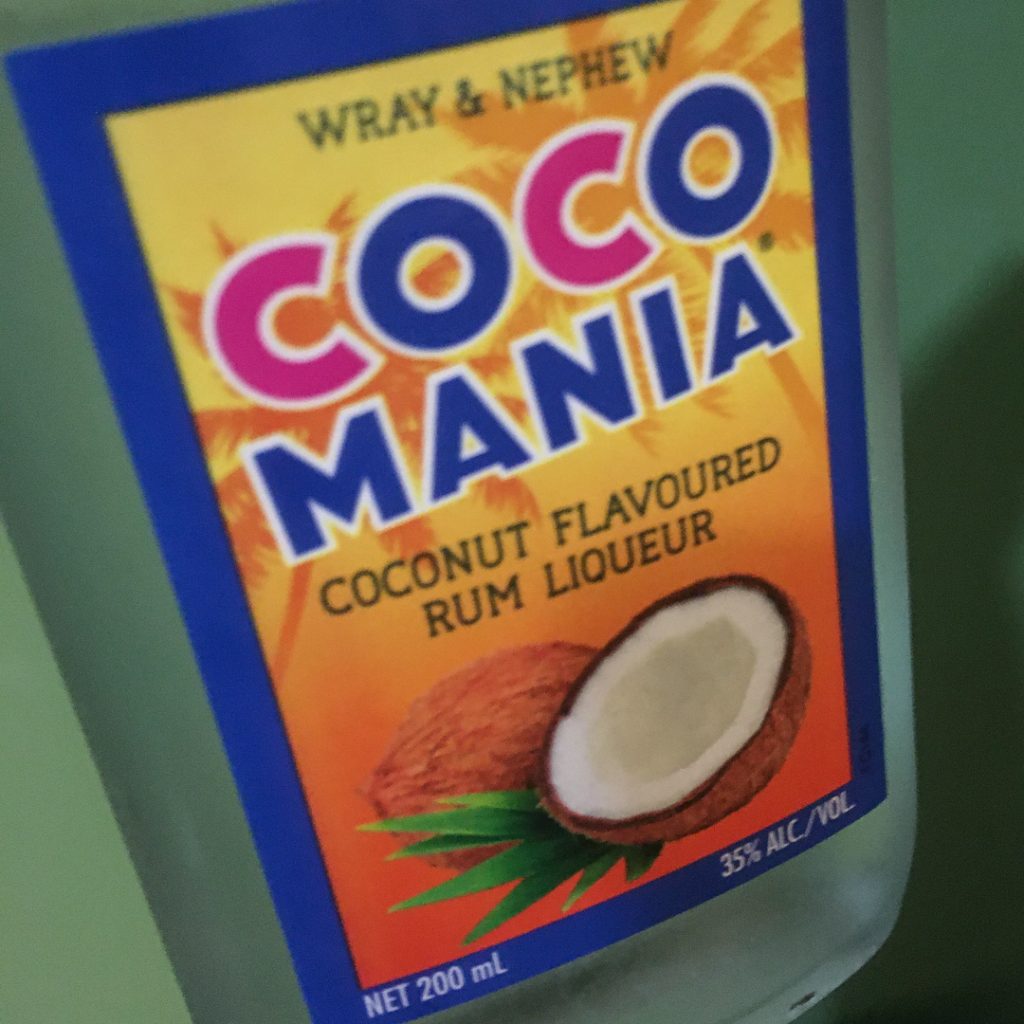 WRAY & NEPHEW
COCO
MANIA®
COCONUT FLAVOURED
RUM LIQUEUR
35% ALC./VOL.
NET 200 mL